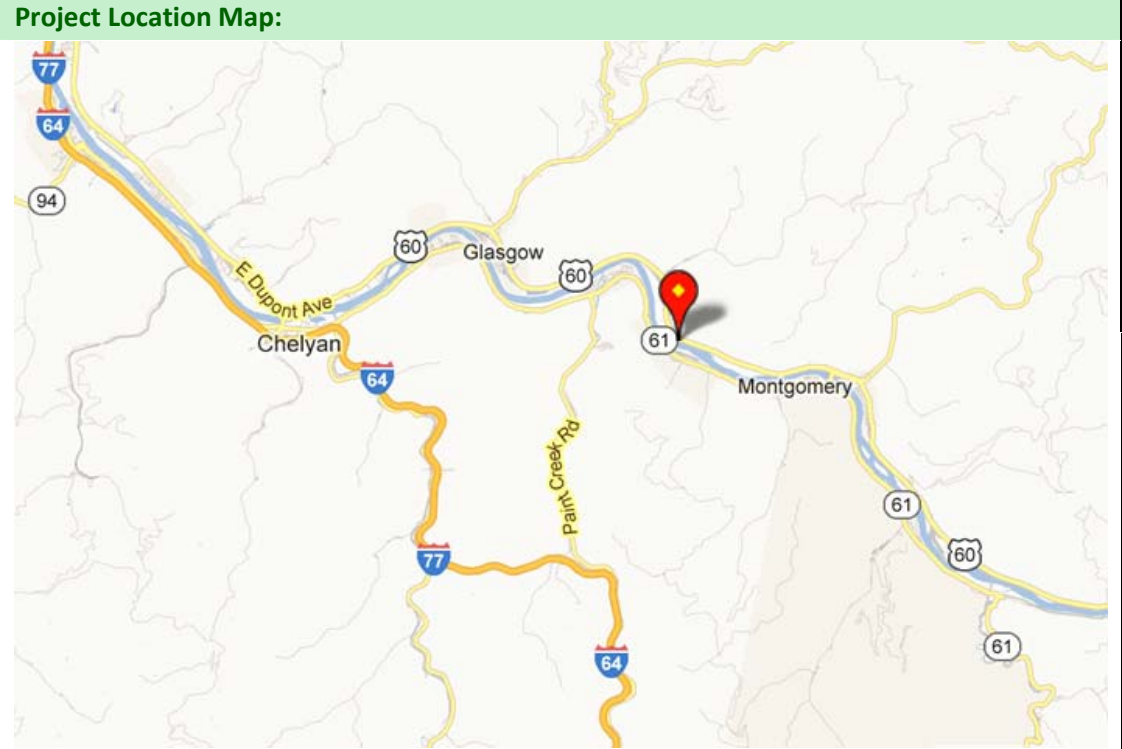 Project Location Map:
77
64
94
E Dupont Ave
60
Glasgow
60
61
Chelyan
64
Montgomery
Paint Creek Rd
61
60
77
61
64